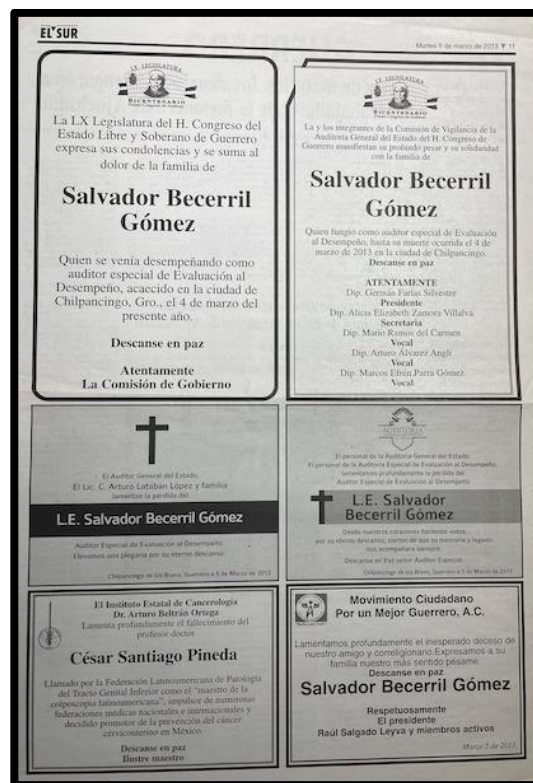 EL SUR
Martes 5 de marzo de 2013 ▼ 11
LX LEGISLATURA
BICENTENARIO
La LX Legislatura del H. Congreso del
Estado Libre y Soberano de Guerrero
expresa sus condolencias y se suma al
dolor de la familia de
Salvador Becerril
Gómez
Quien se venía desempeñando como
auditor especial de Evaluación al
Desempeño, acaecido en la ciudad de
Chilpancingo, Gro., el 4 de marzo del
presente año.
Descanse en paz
Atentamente
La Comisión de Gobierno
LX LEGISLATURA
BICENTENARIO
La y los integrantes de la Comisión de Vigilancia de la
Auditoría General del Estado del H. Congreso de
Guerrero manifiestan su profundo pesar y su solidaridad
con la familia de
Salvador Becerril
Gómez
Quien fungió como auditor especial de Evaluación
al Desempeño, hasta su muerte ocurrida el 4 de
marzo de 2013 en la ciudad de Chilpancingo.
Descanse en paz
ATENTAMENTE
Dip. Germán Farías Silvestre
Presidente
Dip. Alicia Elizabeth Zamora Villalva
Secretaria
Dip. Mario Ramos del Carmen
Vocal
Dip. Arturo Álvarez Angli
Vocal
Dip. Marcos Efrén Parra Gómez
Vocal
El Auditor General del Estado,
El Lic. C. Arturo Latabán López y familia
lamentan la pérdida del
L.E. Salvador Becerril Gómez
Auditor Especial de Evaluación al Desempeño
Elevamos una plegaria por su eterno descanso.
Chilpancingo de los Bravo, Guerrero a 5 de Marzo de 2013
AUDITORÍA
El personal de la Auditoría General del Estado,
El personal de la Auditoría Especial de Evaluación al Desempeño,
lamentamos profundamente la pérdida del
Auditor Especial de Evaluación al Desempeño
L.E. Salvador
Becerril Gómez
Desde nuestros corazones hacemos votos
por su eterno descanso, ciertos de que su memoria y legado
nos acompañará siempre.
Descanse en Paz señor Auditor Especial.
Chilpancingo de los Bravo, Guerrero a 5 de Marzo de 2013
El Instituto Estatal de Cancerología
Dr. Arturo Beltrán Ortega
Lamenta profundamente el fallecimiento del
profesor doctor
César Santiago Pineda
Llamado por la Federación Latinoamericana de Patología
del Tracto Genital Inferior como el "maestro de la
colposcopía latinoamericana"; impulsor de numerosas
federaciones médicas nacionales e internacionales y
decidido promotor de la prevención del cáncer
cervicouterino en México.
Descanse en paz
Ilustre maestro
Movimiento Ciudadano
Por un Mejor Guerrero, A.C.
Lamentamos profundamente el inesperado deceso de
nuestro amigo y correligionario. Expresamos a su
familia nuestro más sentido pésame.
Descanse en paz
Salvador Becerril Gómez
Respetuosamente
El presidente
Raúl Salgado Leyva y miembros activos
Marzo 5 de 2013.